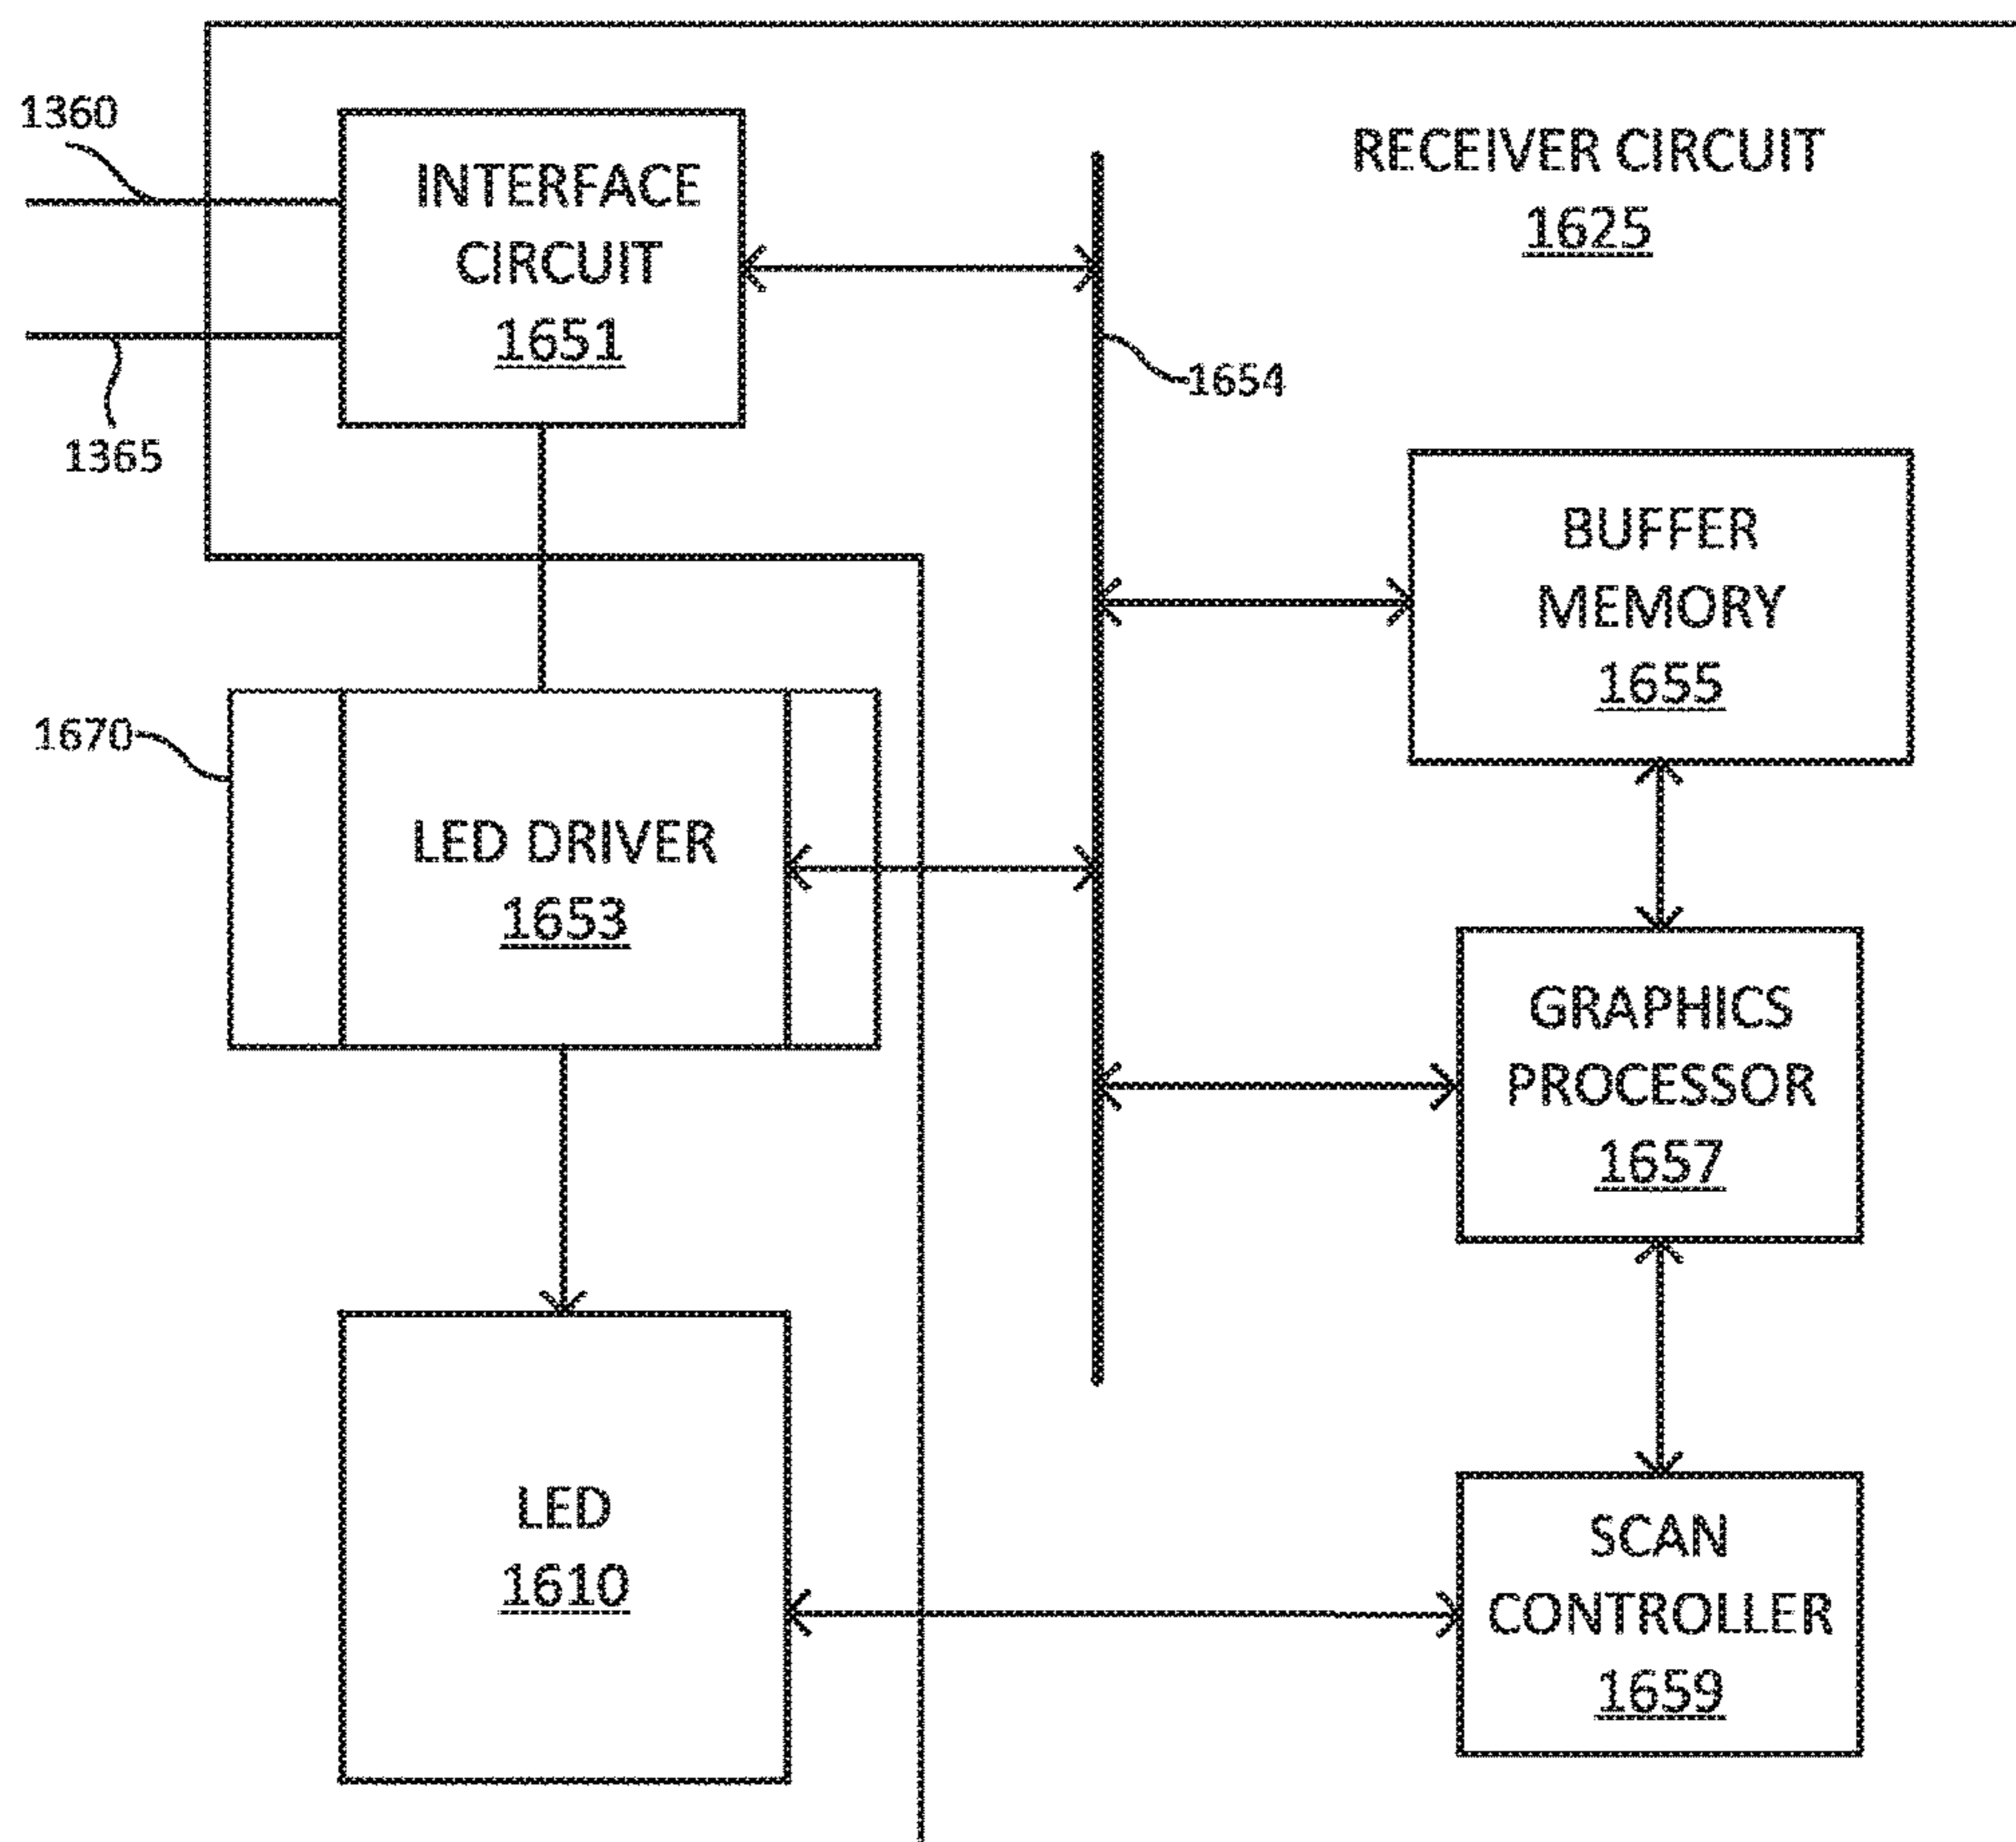 1360
INTERFACE
CIRCUIT
1651
RECEIVER CIRCUIT
1625
1654
1365
BUFFER
MEMORY
1655
1670
LED DRIVER
1653
GRAPHICS
PROCESSOR
1657
LED
1610
SCAN
CONTROLLER
1659